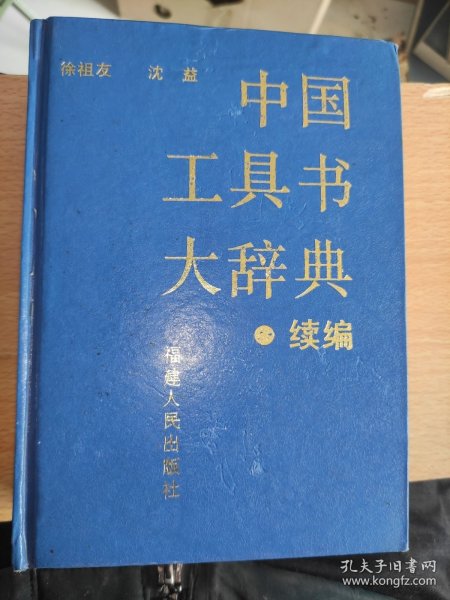 徐祖友 沈益
中国
工具书
大辞典
·续编
福建人民出版社
孔夫子旧书网
www.kongfz.com